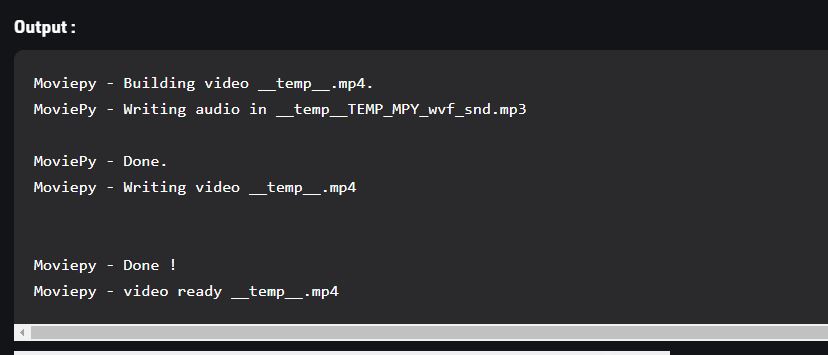 Output :
Moviepy - Building video __temp__.mp4.
MoviePy - Writing audio in __temp__TEMP_MPY_wvf_snd.mp3
MoviePy - Done.
Moviepy - Writing video __temp__.mp4
Moviepy - Done !
Moviepy - video ready __temp__.mp4